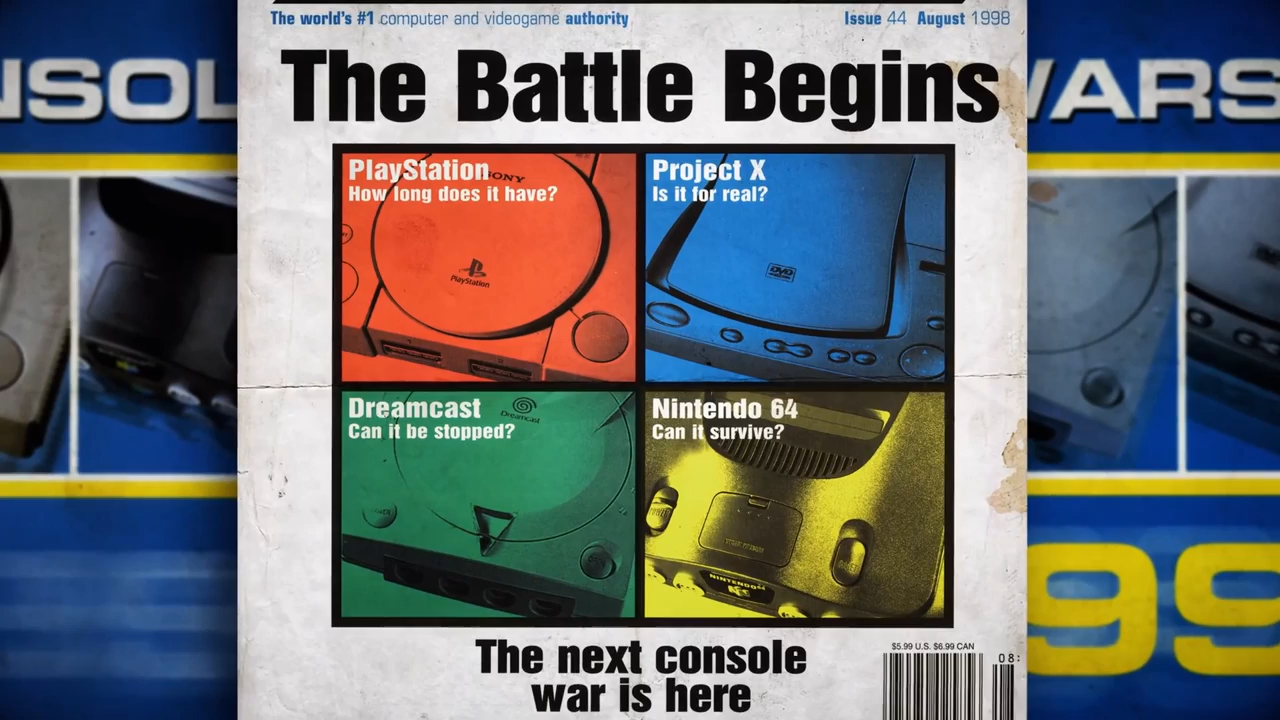 The world's #1 computer and videogame authority
Issue 44 August 1998
The Battle Begins
NSOL
WARS
PlayStation
How long does it have?
SONY
PlayStation
Project X
Is it for real?
DVD
Dreamcast
Can it be stopped?
Dreamcast
Nintendo 64
Can it survive?
NINTENDO 64
The next console
war is here
$5.99 U.S. $6.99 CAN
08
99